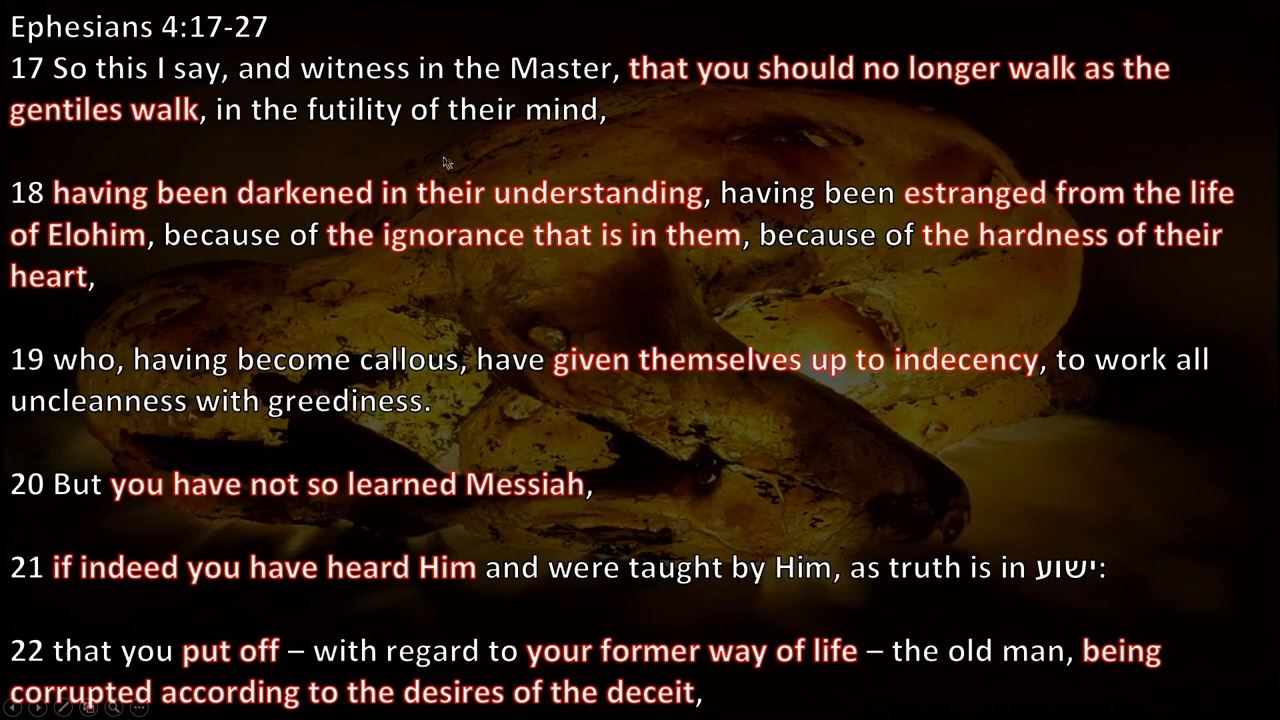 Ephesians 4:17-27
17 So this I say, and witness in the Master, that you should no longer walk as the
gentiles walk, in the futility of their mind,
18 having been darkened in their understanding, having been estranged from the life
of Elohim, because of the ignorance that is in them, because of the hardness of their
heart,
19 who, having become callous, have given themselves up to indecency, to work all
uncleanness with greediness.
20 But you have not so learned Messiah,
21 if indeed you have heard Him and were taught by Him, as truth is in ישוע:
22 that you put off – with regard to your former way of life – the old man, being
corrupted according to the desires of the deceit,